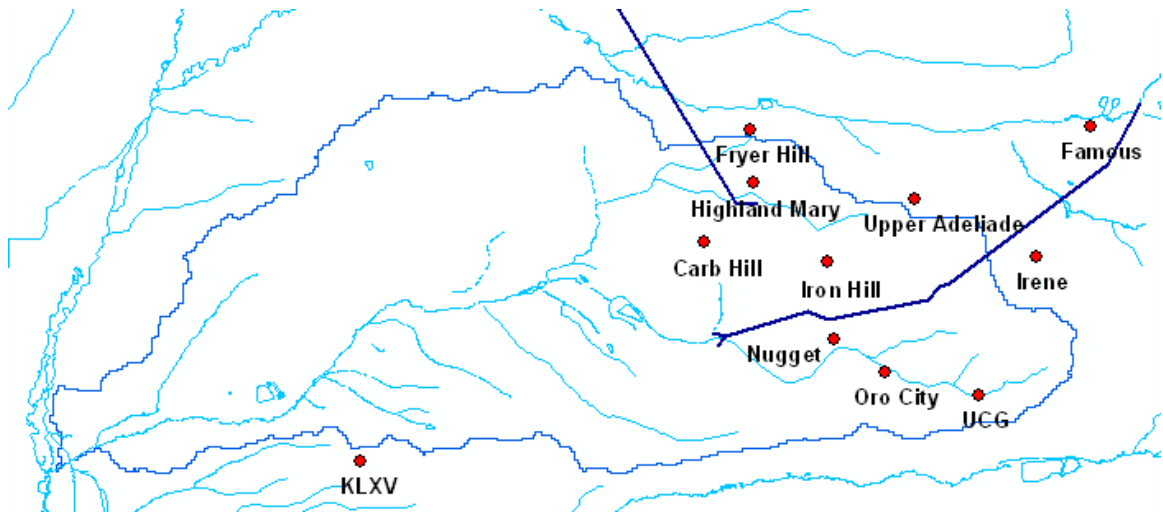 Fryer Hill
Famous
Highland Mary
Upper Adeliade
Carb Hill
Iron Hill
Irene
Nugget
Oro City
UCG
KLXV